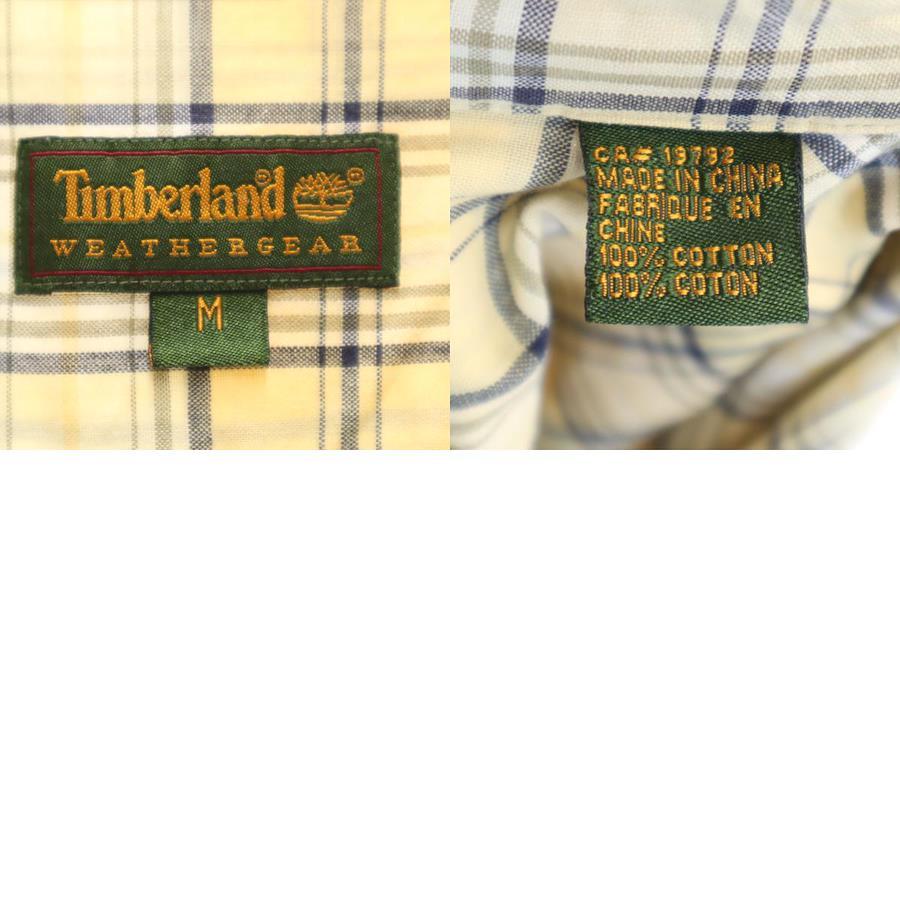 Timberland®
WEATHERGEAR
M
CA# 19792
MADE IN CHINA
FABRIQUE EN
CHINE
100% COTTON
100% COTON